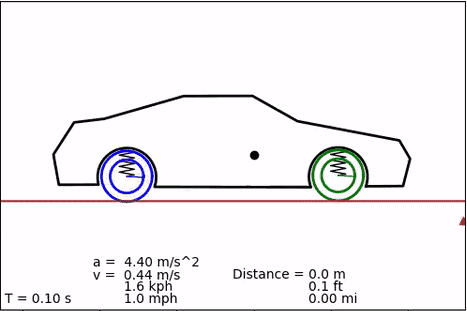 a = 4.40 m/s^2
v = 0.44 m/s Distance = 0.0 m
1.6 kph 0.1 ft
T = 0.10 s 1.0 mph 0.00 mi